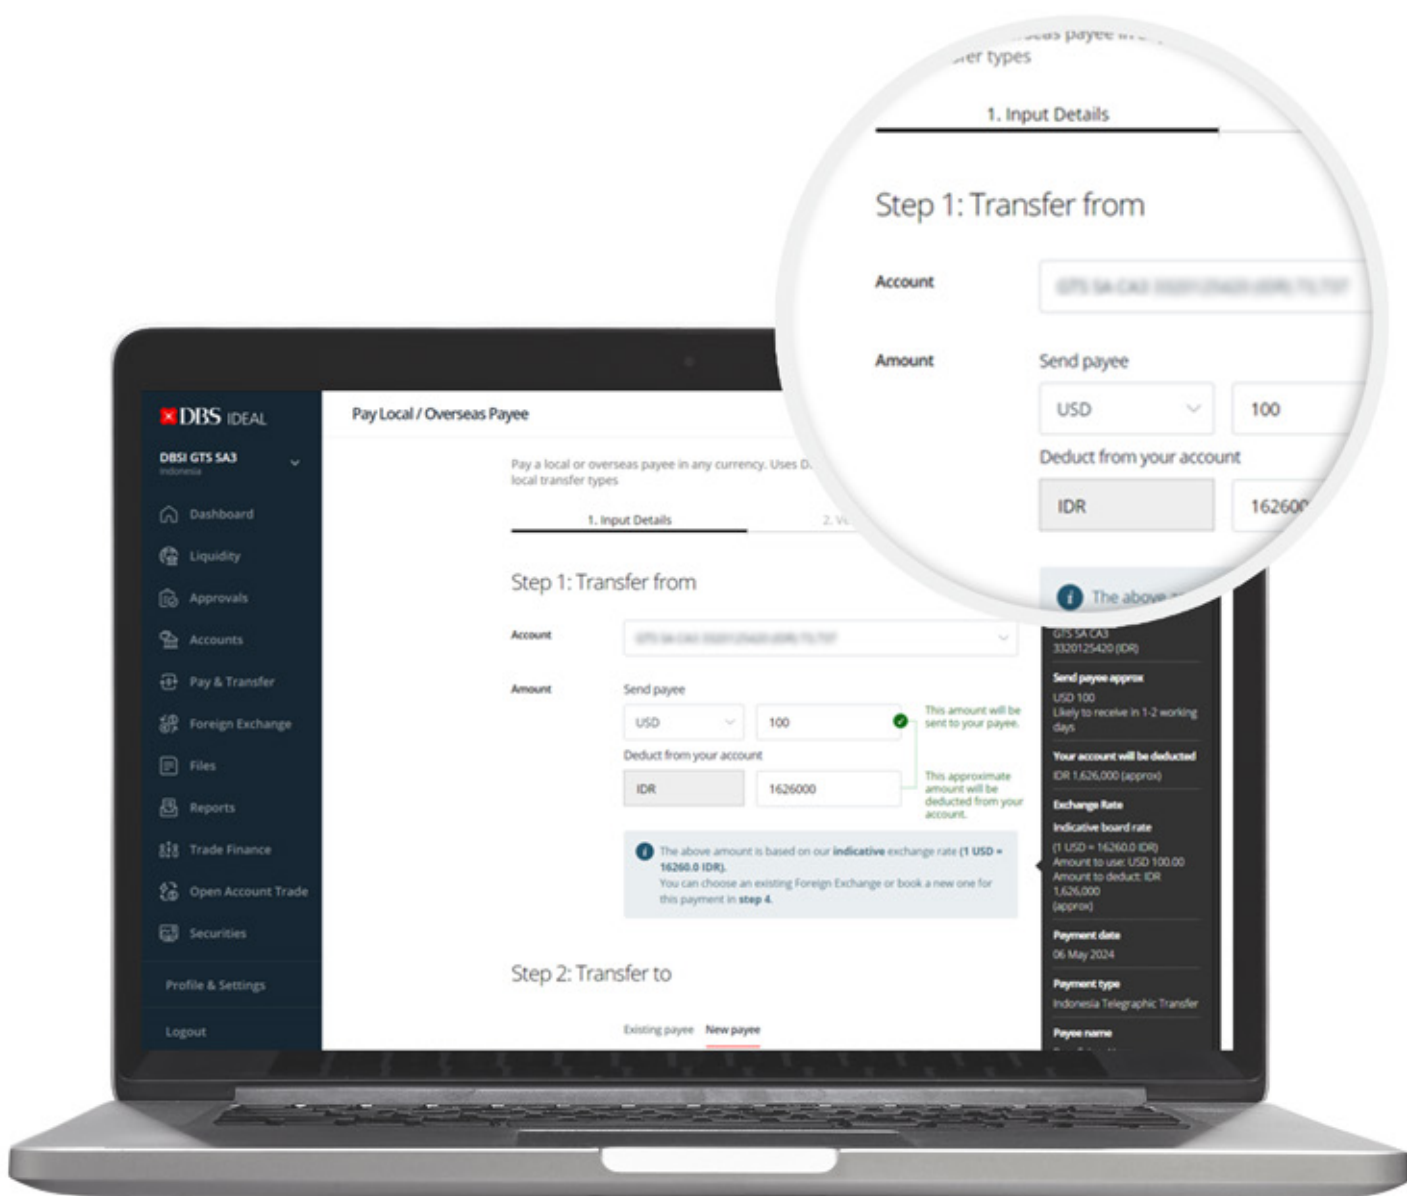 seas payee in
fer types
1. Input Details
Step 1: Transfer from
Account
Amount
Send payee
USD
100
Deduct from your account
IDR
162600
The above
DBS IDEAL
DBSI GTS SA3
Indonesia
Dashboard
Liquidity
Approvals
Accounts
Pay & Transfer
Foreign Exchange
Files
Reports
Trade Finance
Open Account Trade
Securities
Profile & Settings
Logout
Pay Local / Overseas Payee
Pay a local or overseas payee in any currency. Uses D
local transfer types
1. Input Details
2. Ve
Step 1: Transfer from
Account
Amount
Send payee
USD
100
This amount will be
sent to your payee.
Deduct from your account
IDR
1626000
This approximate
amount will be
deducted from your
account.
The above amount is based on our indicative exchange rate (1 USD =
16260.0 IDR).
You can choose an existing Foreign Exchange or book a new one for
this payment in step 4.
Step 2: Transfer to
Existing payee New payee
GTS SA CA3
3320125420 (IDR)
Send payee approx
USD 100
Likely to receive in 1-2 working
days
Your account will be deducted
IDR 1,626,000 (approx)
Exchange Rate
Indicative board rate
(1 USD = 16260.0 IDR)
Amount to use: USD 100.00
Amount to deduct: IDR
1,626,000
(approx)
Payment date
06 May 2024
Payment type
Indonesia Telegraphic Transfer
Payee name